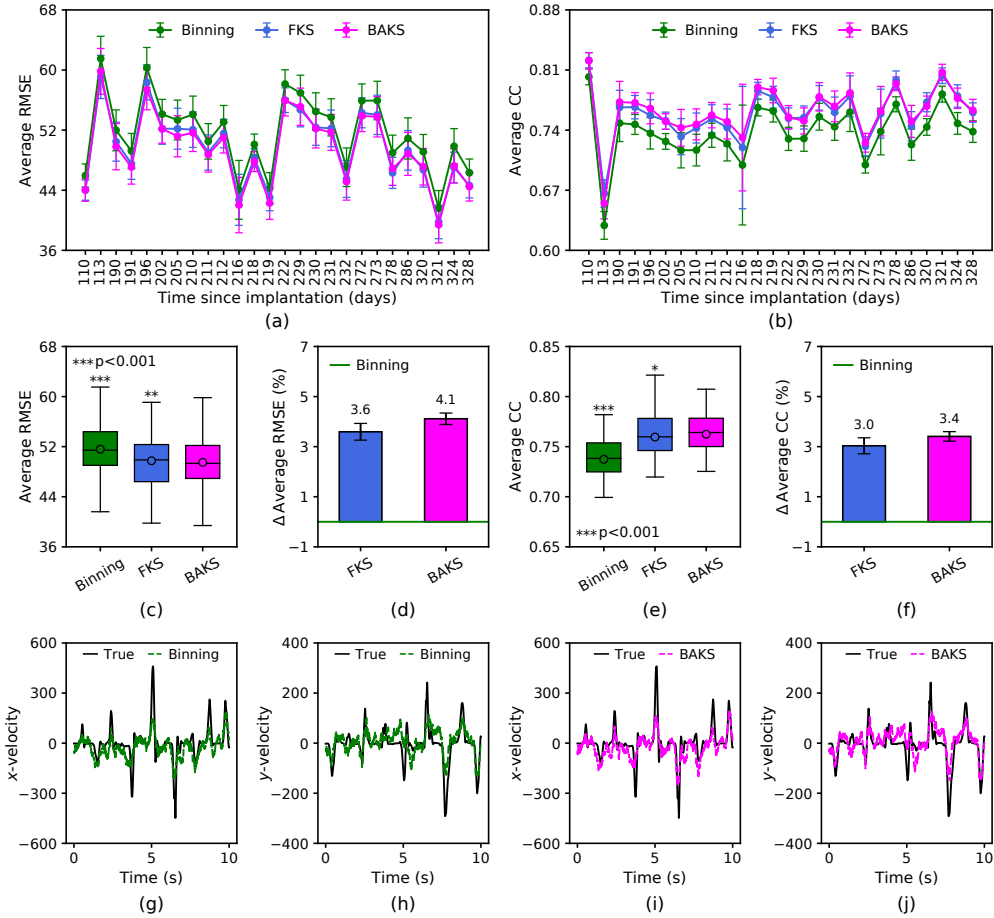 Binning FKS BAKS
68
60
52
44
36
Average RMSE
110 113 190 191 196 202 205 210 211 212 216 218 219 222 229 230 231 232 272 273 278 286 320 321 324 328
Time since implantation (days)
(a)
Binning FKS BAKS
0.88
0.81
0.74
0.67
0.60
Average CC
110 113 190 191 196 202 205 210 211 212 216 218 219 222 229 230 231 232 272 273 278 286 320 321 324 328
Time since implantation (days)
(b)
68
60
52
44
36
Average RMSE
***p<0.001
***
**
Binning FKS BAKS
(c)
7
5
3
1
−1
Δ Average RMSE (%)
Binning
3.6
4.1
FKS BAKS
(d)
0.85
0.80
0.75
0.70
0.65
Average CC
*
***
***p<0.001
Binning FKS BAKS
(e)
7
5
3
1
−1
Δ Average CC (%)
Binning
3.0
3.4
FKS BAKS
(f)
600
300
0
−300
−600
x-velocity
True Binning
0 5 10
Time (s)
(g)
400
200
0
−200
−400
y-velocity
True Binning
0 5 10
Time (s)
(h)
600
300
0
−300
−600
x-velocity
True BAKS
0 5 10
Time (s)
(i)
400
200
0
−200
−400
y-velocity
True BAKS
0 5 10
Time (s)
(j)